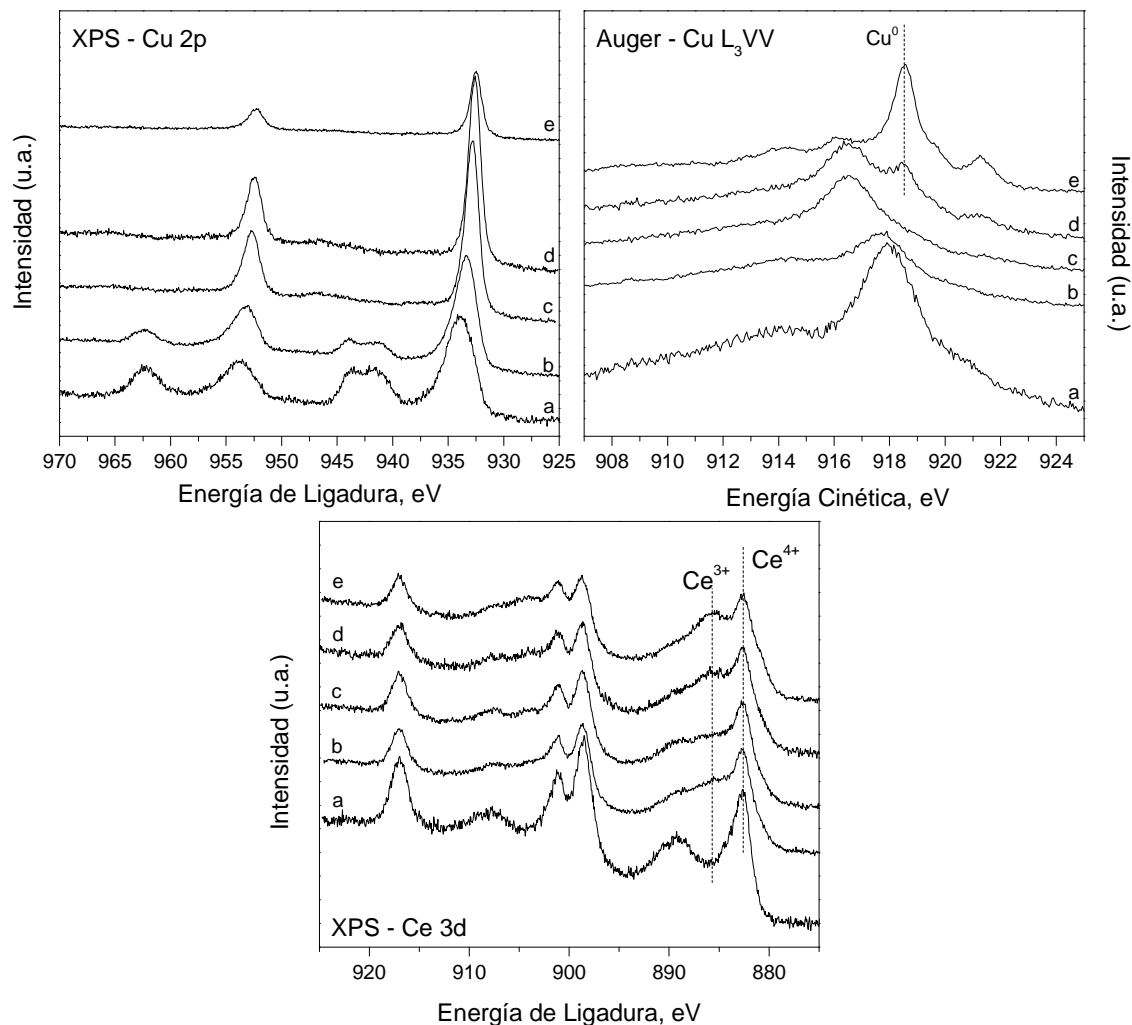 XPS - Cu 2p
Intensidad (u.a.)
e
d
c
b
a
970 965 960 955 950 945 940 935 930 925
Energía de Ligadura, eV
Auger - Cu L3VV
Cu0
Intensidad (u.a.)
e
d
c
b
a
908 910 912 914 916 918 920 922 924
Energía Cinética, eV
Ce3+
Ce4+
Intensidad (u.a.)
e
d
c
b
a
XPS - Ce 3d
920 910 900 890 880
Energía de Ligadura, eV